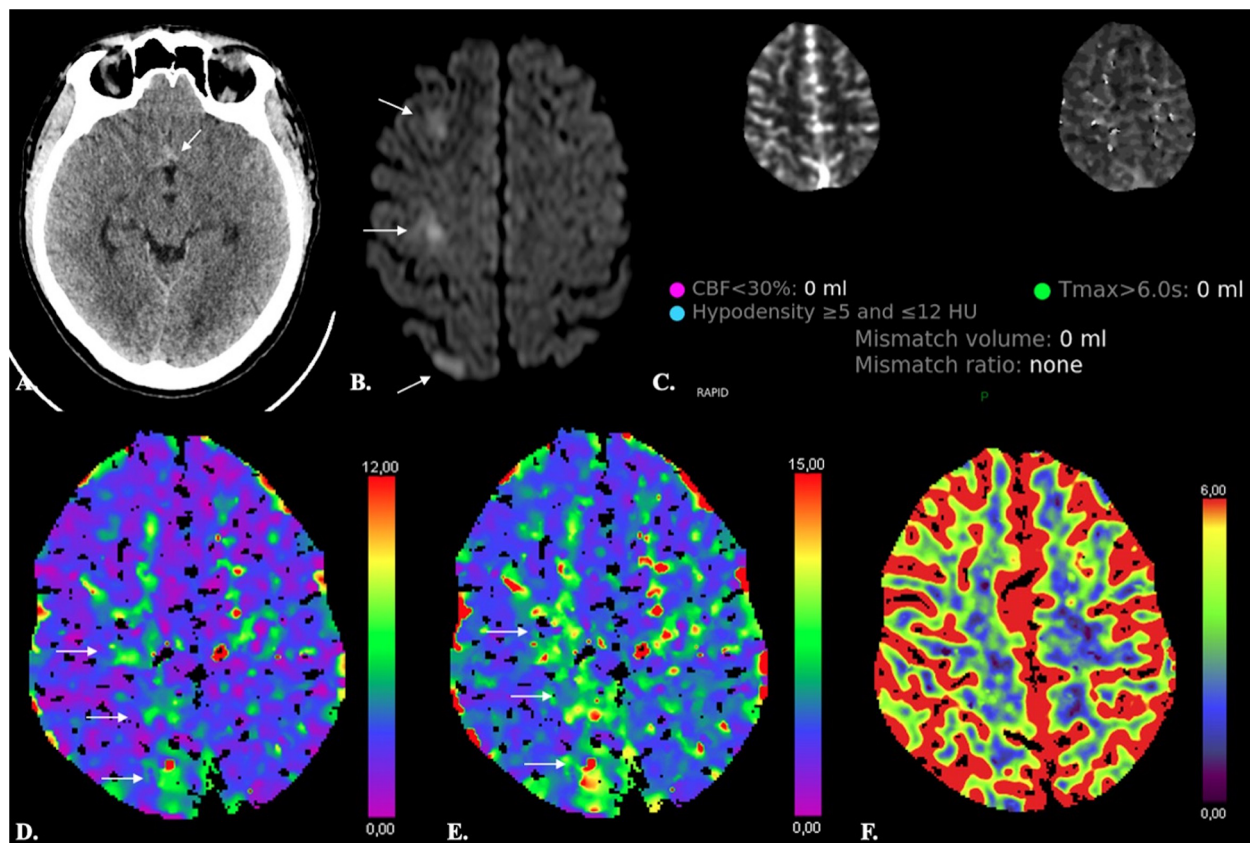 A.
B.
CBF<30%: 0 ml
Hypodensity ≥5 and ≤12 HU
Tmax>6.0s: 0 ml
Mismatch volume: 0 ml
Mismatch ratio: none
C.
RAPID
P
12,00
0,00
D.
15,00
0,00
E.
6,00
0,00
F.